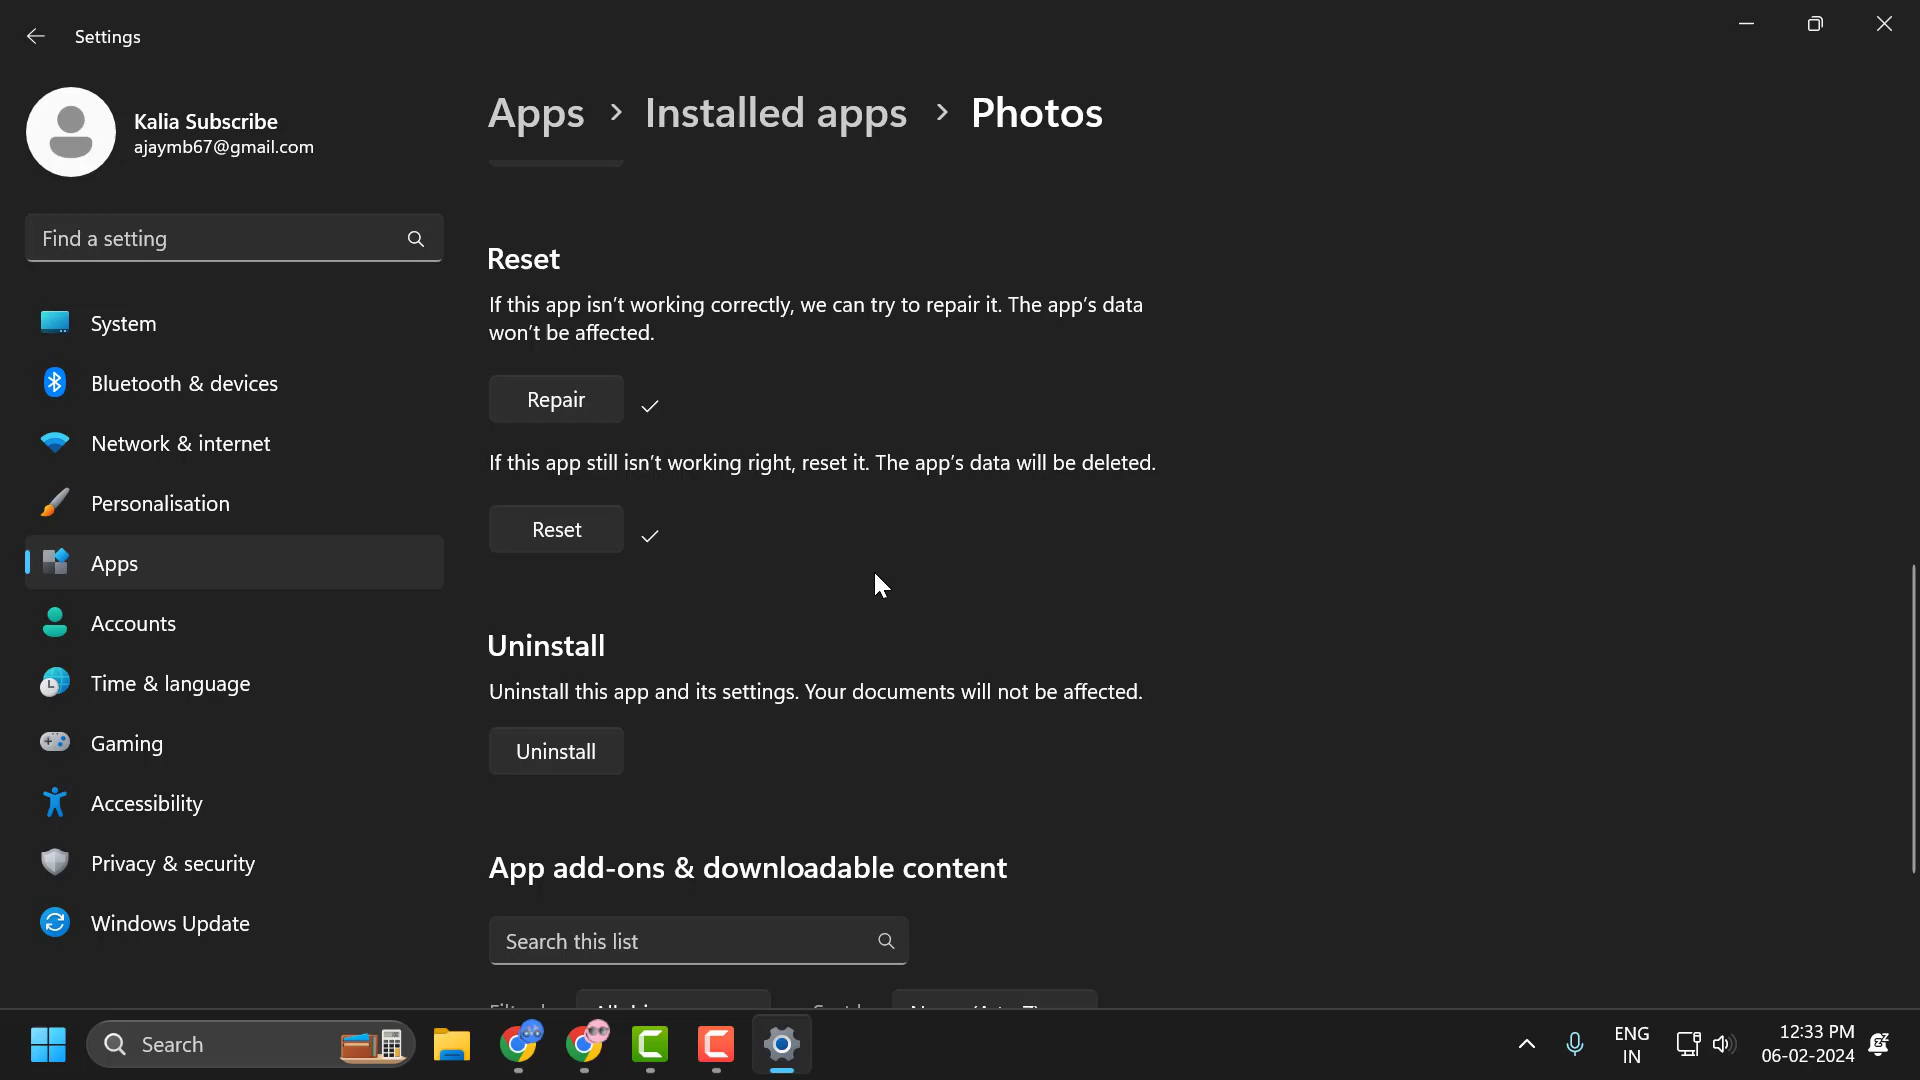 Settings
Kalia Subscribe
ajaymb67@gmail.com
Find a setting
System
Bluetooth & devices
Network & internet
Personalisation
Apps
Accounts
Time & language
Gaming
Accessibility
Privacy & security
Windows Update
Apps > Installed apps > Photos
Reset
If this app isn't working correctly, we can try to repair it. The app's data
won't be affected.
Repair
If this app still isn't working right, reset it. The app's data will be deleted.
Reset
Uninstall
Uninstall this app and its settings. Your documents will not be affected.
Uninstall
App add-ons & downloadable content
Search this list
Search
ENG
IN
12:33 PM
06-02-2024